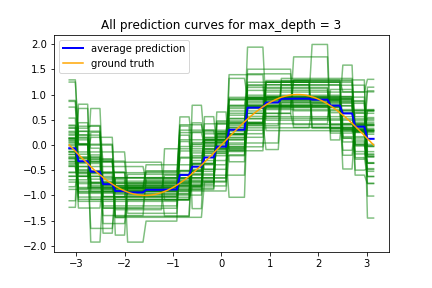 All prediction curves for max_depth = 3
average prediction
ground truth
2.0
1.5
1.0
0.5
0.0
−0.5
−1.0
−1.5
−2.0
−3 −2 −1 0 1 2 3